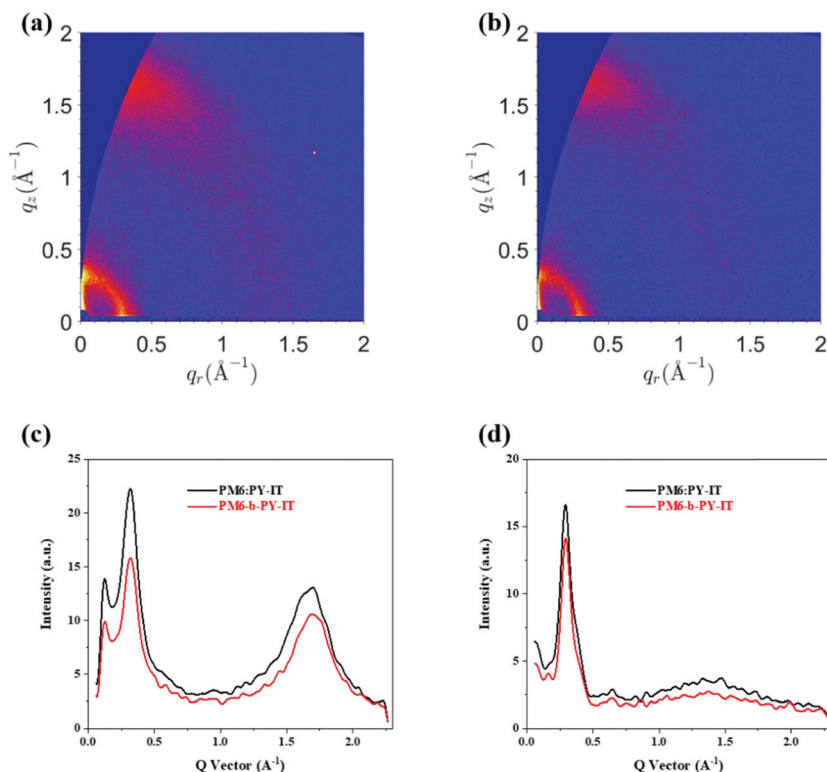 (a)
(b)
2
1.5
1
0.5
0
q_z(Å⁻¹)
0
0.5
1
1.5
2
q_r(Å⁻¹)
2
1.5
1
0.5
0
q_z(Å⁻¹)
0
0.5
1
1.5
2
q_r(Å⁻¹)
(c)
(d)
25
20
15
10
5
0
Intensity (a.u.)
PM6:PY-IT
PM6-b-PY-IT
0.0
0.5
1.0
1.5
2.0
Q Vector (A⁻¹)
20
15
10
5
0
Intensity (a.u.)
PM6:PY-IT
PM6-b-PY-IT
0.0
0.5
1.0
1.5
2.0
Q Vector (A⁻¹)